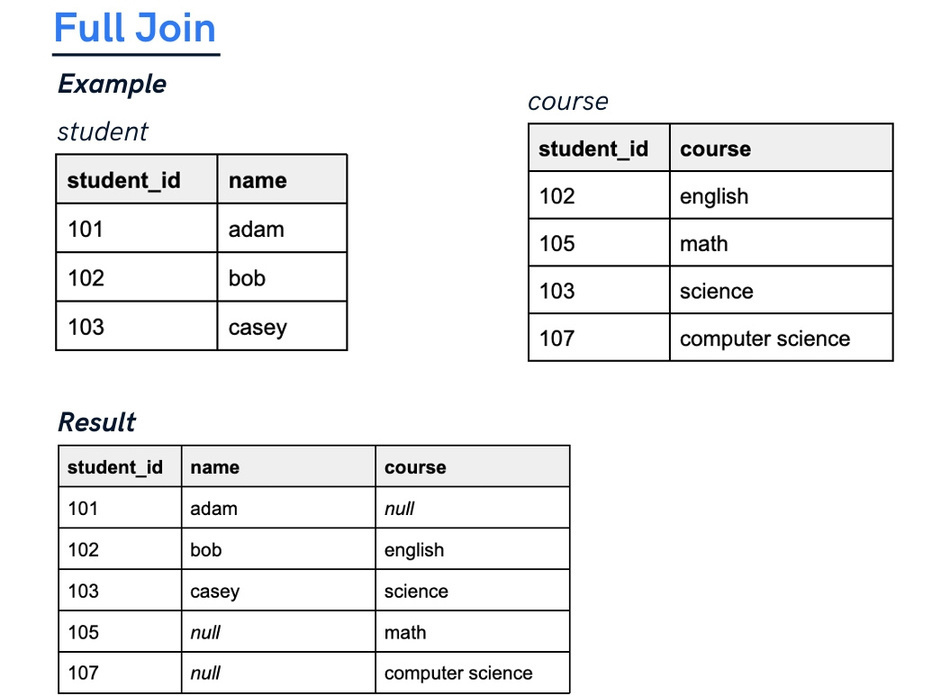 Full Join
Example
student
student_id name
101 adam
102 bob
103 casey
course
student_id course
102 english
105 math
103 science
107 computer science
Result
student_id name course
101 adam null
102 bob english
103 casey science
105 null math
107 null computer science